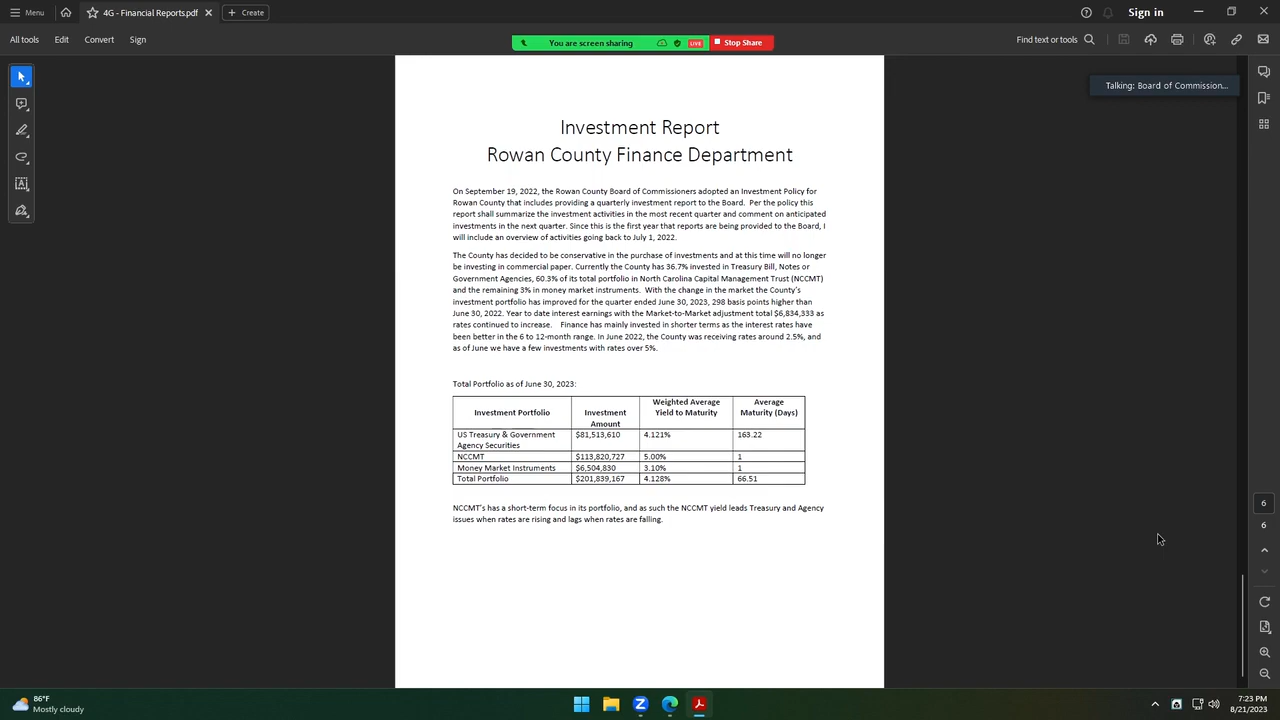 Menu
4G - Financial Reports.pdf
Create
Sign in
All tools Edit Convert Sign
You are screen sharing
LIVE
Stop Share
Find text or tools
Talking: Board of Commission...
Investment Report
Rowan County Finance Department
On September 19, 2022, the Rowan County Board of Commissioners adopted an Investment Policy for
Rowan County that includes providing a quarterly investment report to the Board. Per the policy this
report shall summarize the investment activities in the most recent quarter and comment on anticipated
investments in the next quarter. Since this is the first year that reports are being provided to the Board, I
will include an overview of activities going back to July 1, 2022.
The County has decided to be conservative in the purchase of investments and at this time will no longer
be investing in commercial paper. Currently the County has 36.7% invested in Treasury Bill, Notes or
Government Agencies, 60.3% of its total portfolio in North Carolina Capital Management Trust (NCCMT)
and the remaining 3% in money market instruments. With the change in the market the County's
investment portfolio has improved for the quarter ended June 30, 2023, 298 basis points higher than
June 30, 2022. Year to date interest earnings with the Market-to-Market adjustment total $6,834,333 as
rates continued to increase. Finance has mainly invested in shorter terms as the interest rates have
been better in the 6 to 12-month range. In June 2022, the County was receiving rates around 2.5%, and
as of June we have a few investments with rates over 5%.
Total Portfolio as of June 30, 2023:
Investment Portfolio
Investment
Amount
Weighted Average
Yield to Maturity
Average
Maturity (Days)
US Treasury & Government
Agency Securities
$81,513,610 4.121% 163.22
NCCMT $113,820,727 5.00% 1
Money Market Instruments $6,504,830 3.10% 1
Total Portfolio $201,839,167 4.128% 66.51
NCCMT's has a short-term focus in its portfolio, and as such the NCCMT yield leads Treasury and Agency
issues when rates are rising and lags when rates are falling.
6
6
86°F
Mostly cloudy
7:23 PM
8/21/2023